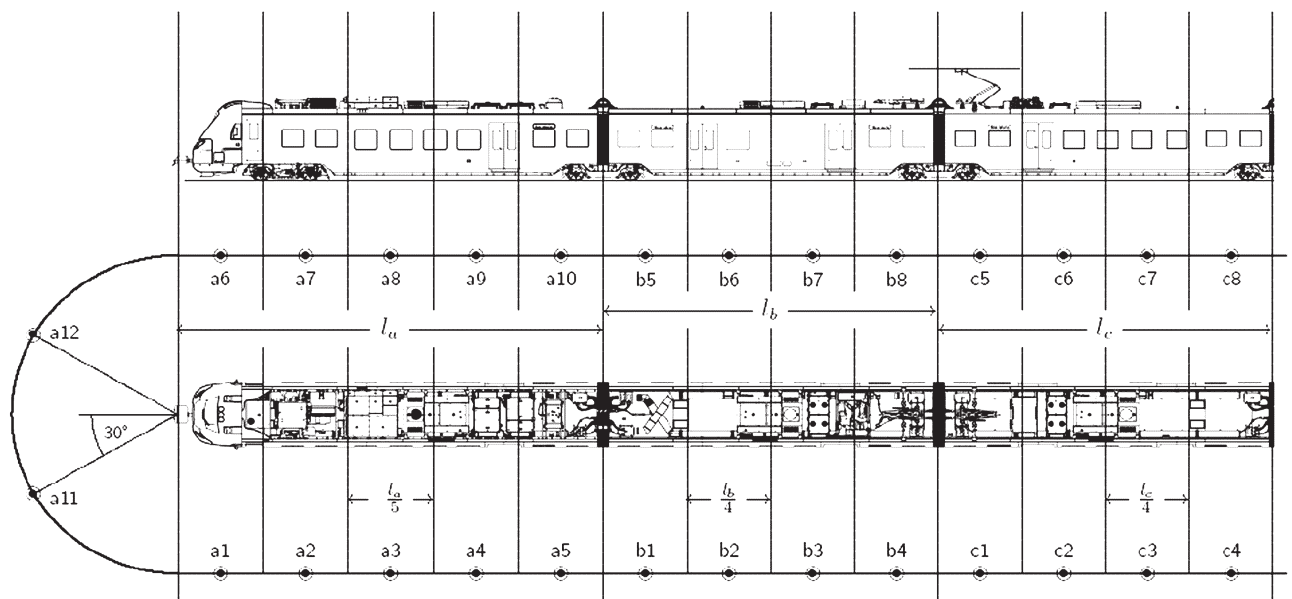 a6 a7 a8 a9 a10 b5 b6 b7 b8 c5 c6 c7 c8
l_b
a12 l_a l_c
30°
a11 l_a/5 l_b/4 l_c/4
a1 a2 a3 a4 a5 b1 b2 b3 b4 c1 c2 c3 c4